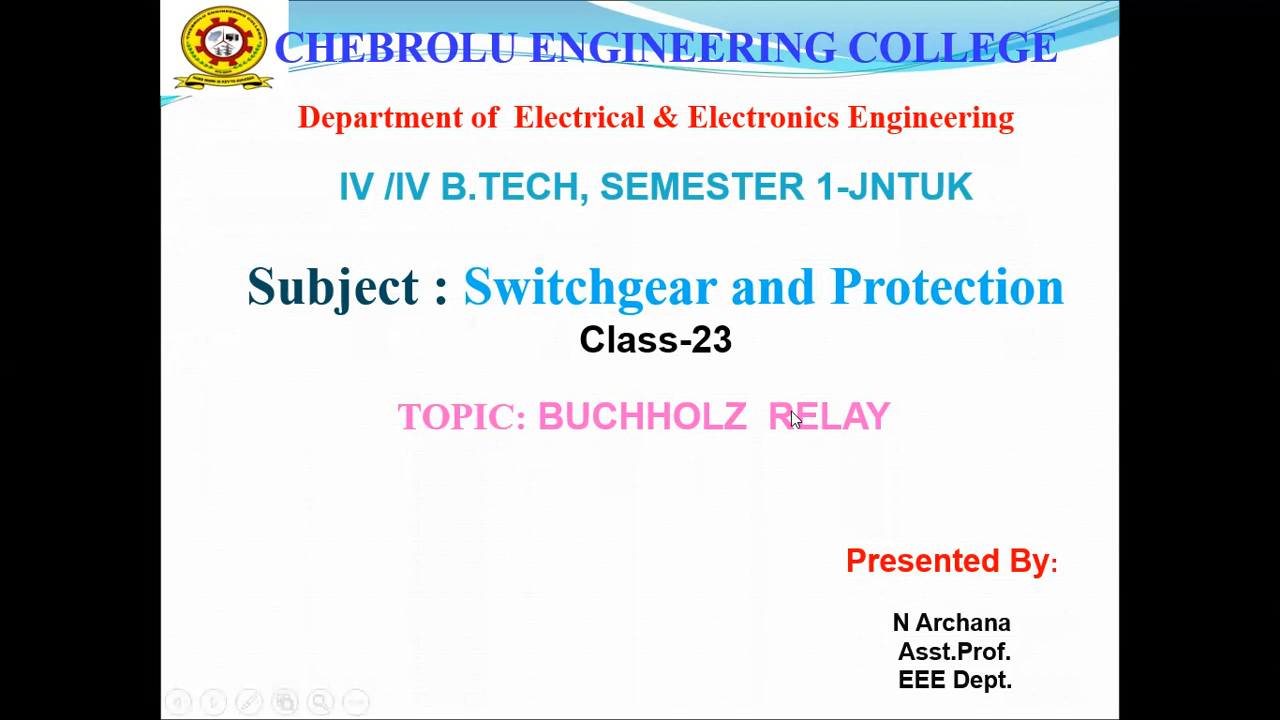 CHEBROLU ENGINEERING COLLEGE
Department of Electrical & Electronics Engineering
IV /IV B.TECH, SEMESTER 1-JNTUK
Subject : Switchgear and Protection
Class-23
TOPIC: BUCHHOLZ RELAY
Presented By:
N Archana
Asst.Prof.
EEE Dept.